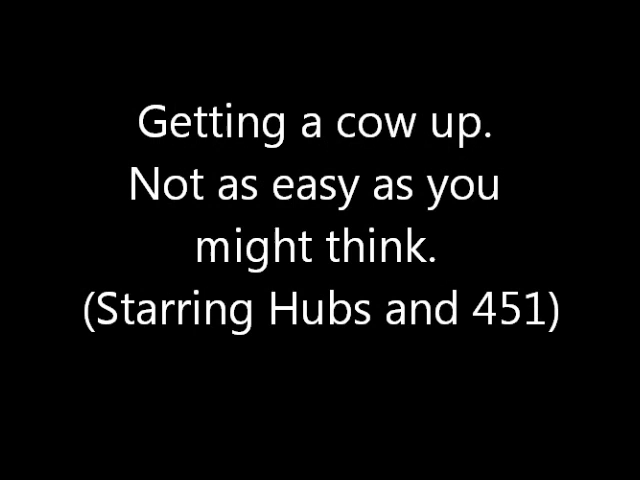 Getting a cow up.
Not as easy as you
might think.
(Starring Hubs and 451)